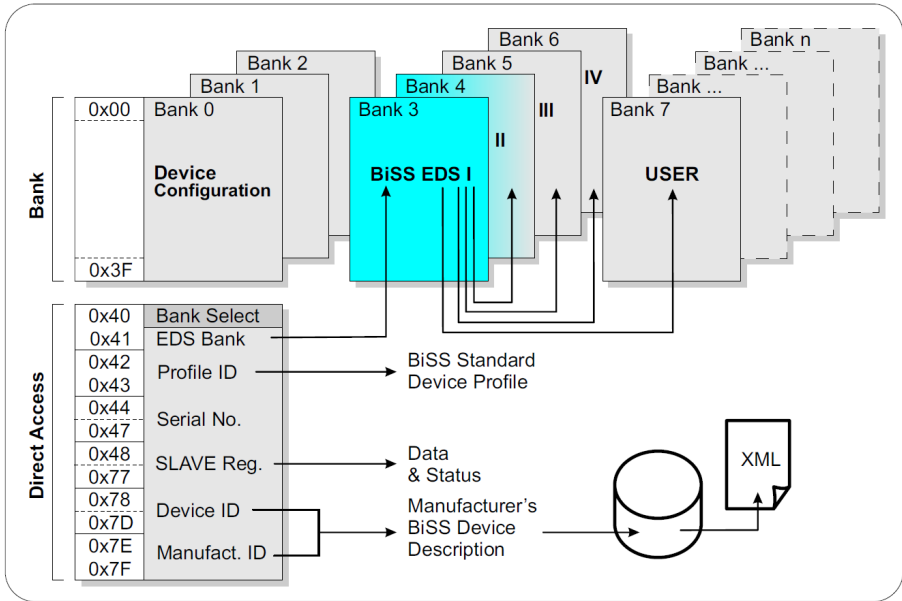 Bank 6
Bank n
Bank 2
Bank 5
Bank ...
Bank 1
Bank 4
IV
Bank ...
0x00
Bank 0
Bank 3
III
Bank 7
II
Bank
Device
Configuration
BiSS EDS I
USER
0x3F
0x40
Bank Select
0x41
EDS Bank
0x42
Profile ID
0x43
BiSS Standard
Device Profile
0x44
Serial No.
0x47
Direct Access
0x48
SLAVE Reg.
0x77
Data
& Status
XML
0x78
Device ID
0x7D
Manufacturer's
BiSS Device
Description
0x7E
Manufact. ID
0x7F